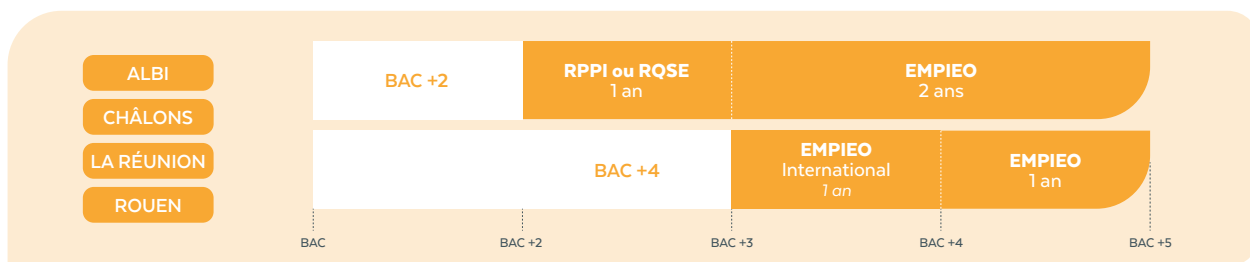 ALBI
CHÂLONS
LA RÉUNION
ROUEN
BAC +2
RPPI ou RQSE
1 an
EMPIEO
2 ans
BAC +4
EMPIEO
International
1 an
EMPIEO
1 an
BAC
BAC +2
BAC +3
BAC +4
BAC +5